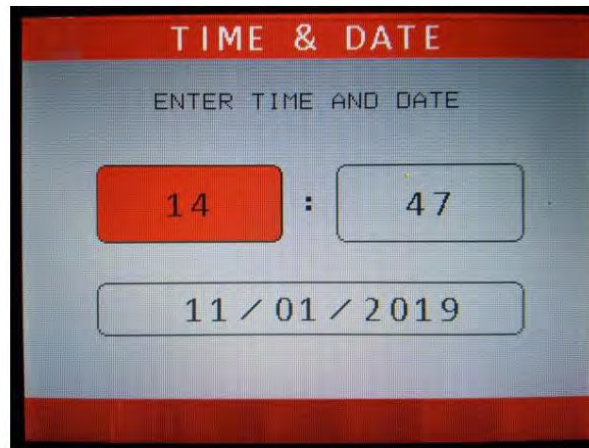 TIME & DATE
ENTER TIME AND DATE
14 : 47
11/01/2019